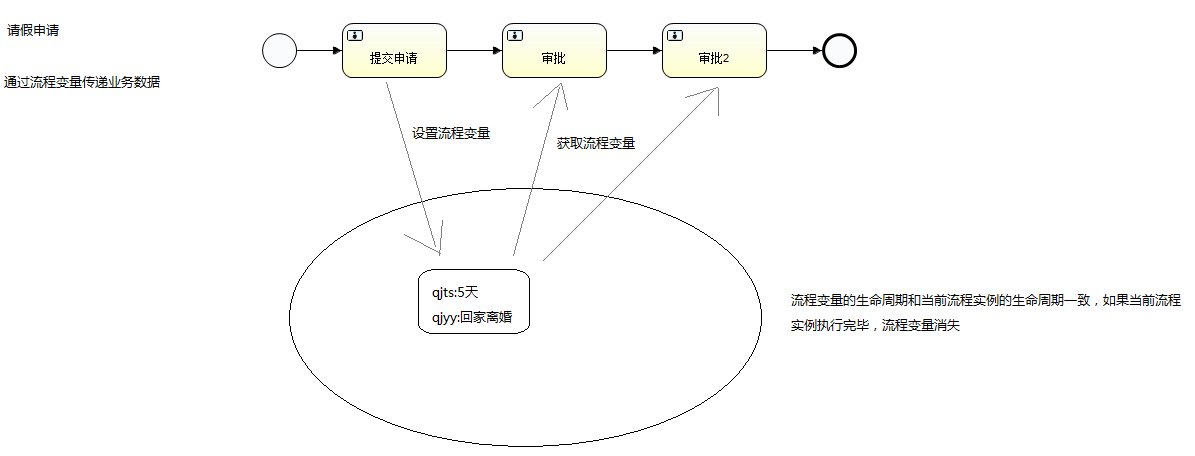 请假申请
提交申请
审批
审批2
通过流程变量传递业务数据
设置流程变量
获取流程变量
qjts:5天
qjyy:回家离婚
流程变量的生命周期和当前流程实例的生命周期一致，如果当前流程
实例执行完毕，流程变量消失